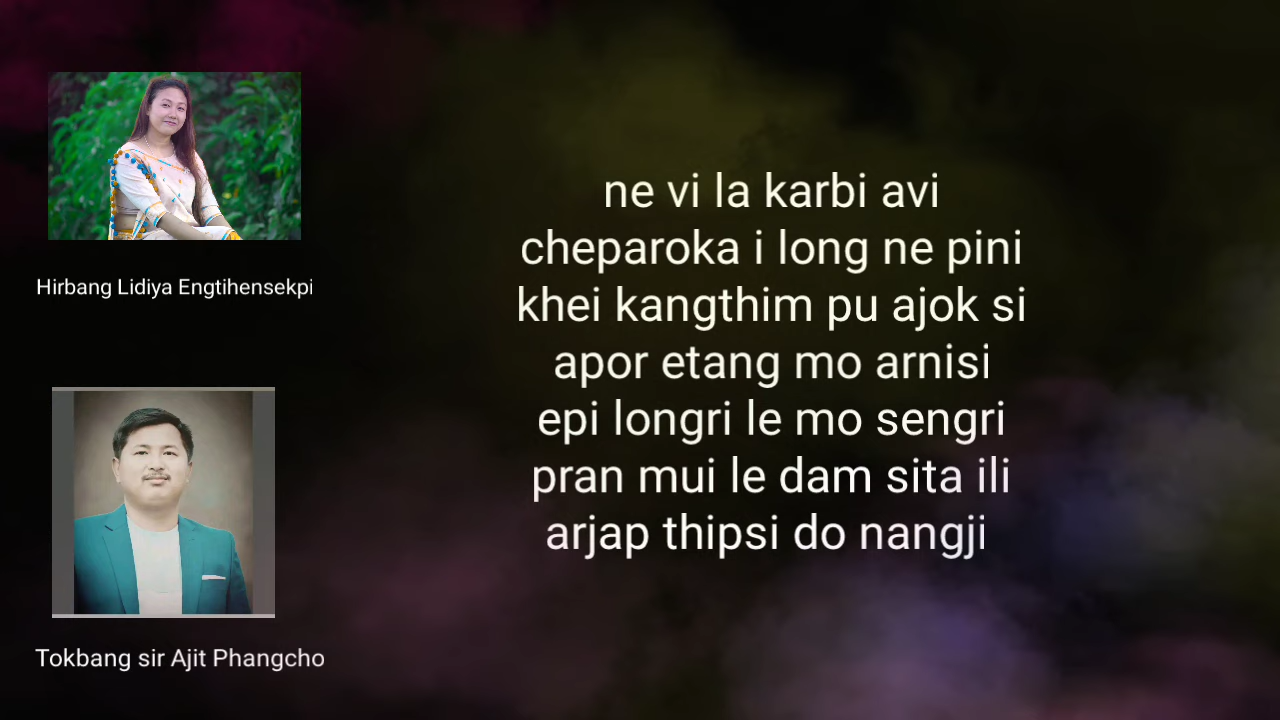 Hirbang Lidiya Engtihensekpi
Tokbang sir Ajit Phangcho
ne vi la karbi avi
cheparoka i long ne pini
khei kangthim pu ajok si
apor etang mo arnisi
epi longri le mo sengri
pran mui le dam sita ili
arjap thipsi do nangji